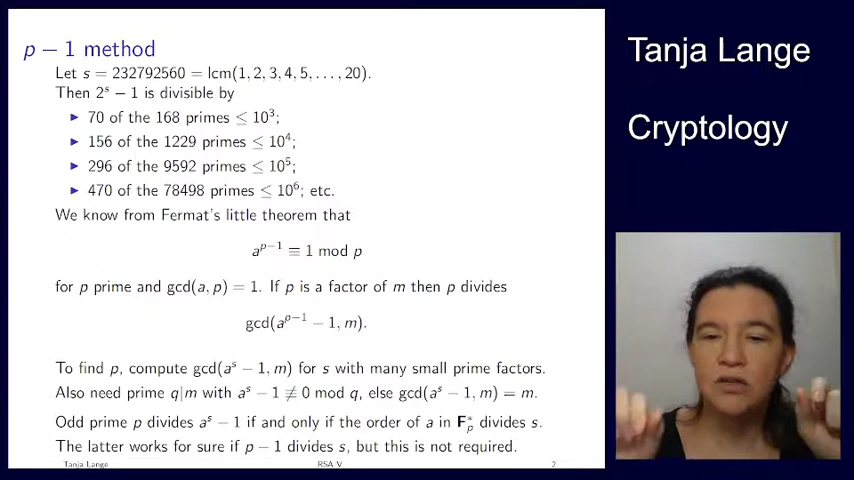 p − 1 method
Let s = 232792560 = lcm(1, 2, 3, 4, 5, . . . , 20).
Then 2^s − 1 is divisible by
▶ 70 of the 168 primes ≤ 10^3;
▶ 156 of the 1229 primes ≤ 10^4;
▶ 296 of the 9592 primes ≤ 10^5;
▶ 470 of the 78498 primes ≤ 10^6; etc.
We know from Fermat's little theorem that
a^{p−1} ≡ 1 mod p
for p prime and gcd(a, p) = 1. If p is a factor of m then p divides
gcd(a^{p−1} − 1, m).
To find p, compute gcd(a^s − 1, m) for s with many small prime factors.
Also need prime q|m with a^s − 1 ≢ 0 mod q, else gcd(a^s − 1, m) = m.
Odd prime p divides a^s − 1 if and only if the order of a in F_p^* divides s.
The latter works for sure if p − 1 divides s, but this is not required.
Tanja Lange RSA V 2
Tanja Lange
Cryptology